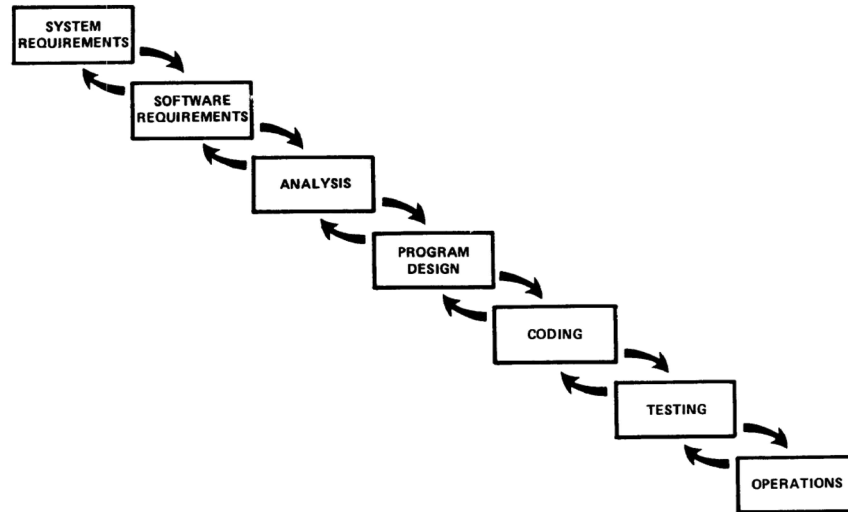 SYSTEM
REQUIREMENTS
SOFTWARE
REQUIREMENTS
ANALYSIS
PROGRAM
DESIGN
CODING
TESTING
OPERATIONS